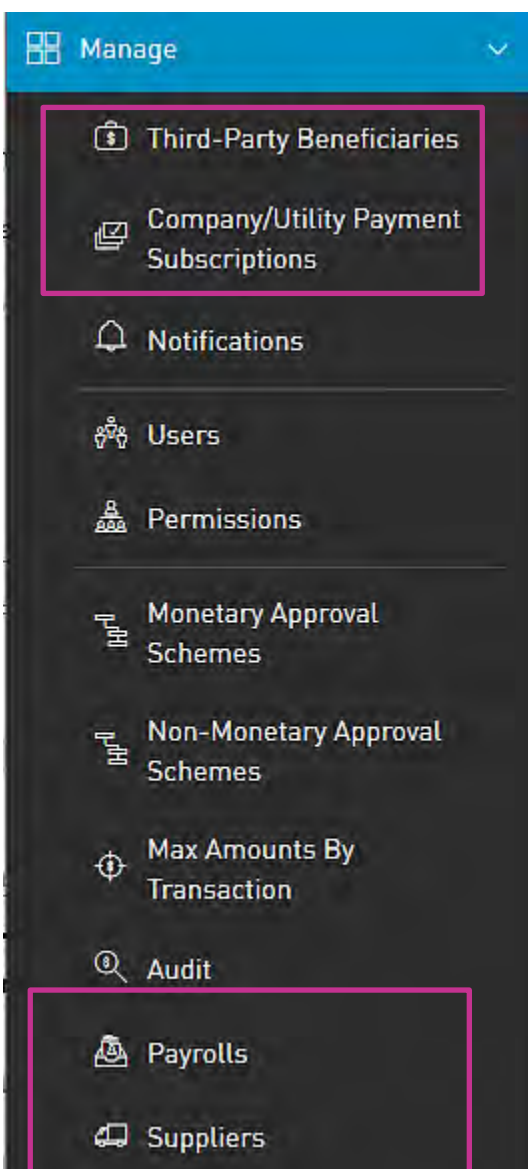 Manage
Third-Party Beneficiaries
Company/Utility Payment
Subscriptions
Notifications
Users
Permissions
Monetary Approval
Schemes
Non-Monetary Approval
Schemes
Max Amounts By
Transaction
Audit
Payrolls
Suppliers